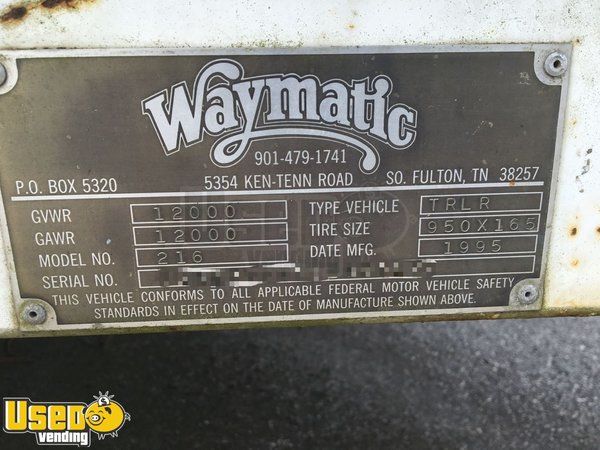 Waymatic
901-479-1741
P.O. BOX 5320 5354 KEN-TENN ROAD SO. FULTON, TN 38257
GVWR 12000 TYPE VEHICLE TRLR
GAWR 12000 TIRE SIZE 950X165
MODEL NO. 216 DATE MFG. 1995
SERIAL NO.
THIS VEHICLE CONFORMS TO ALL APPLICABLE FEDERAL MOTOR VEHICLE SAFETY
STANDARDS IN EFFECT ON THE DATE OF MANUFACTURE SHOWN ABOVE.
UsedVending